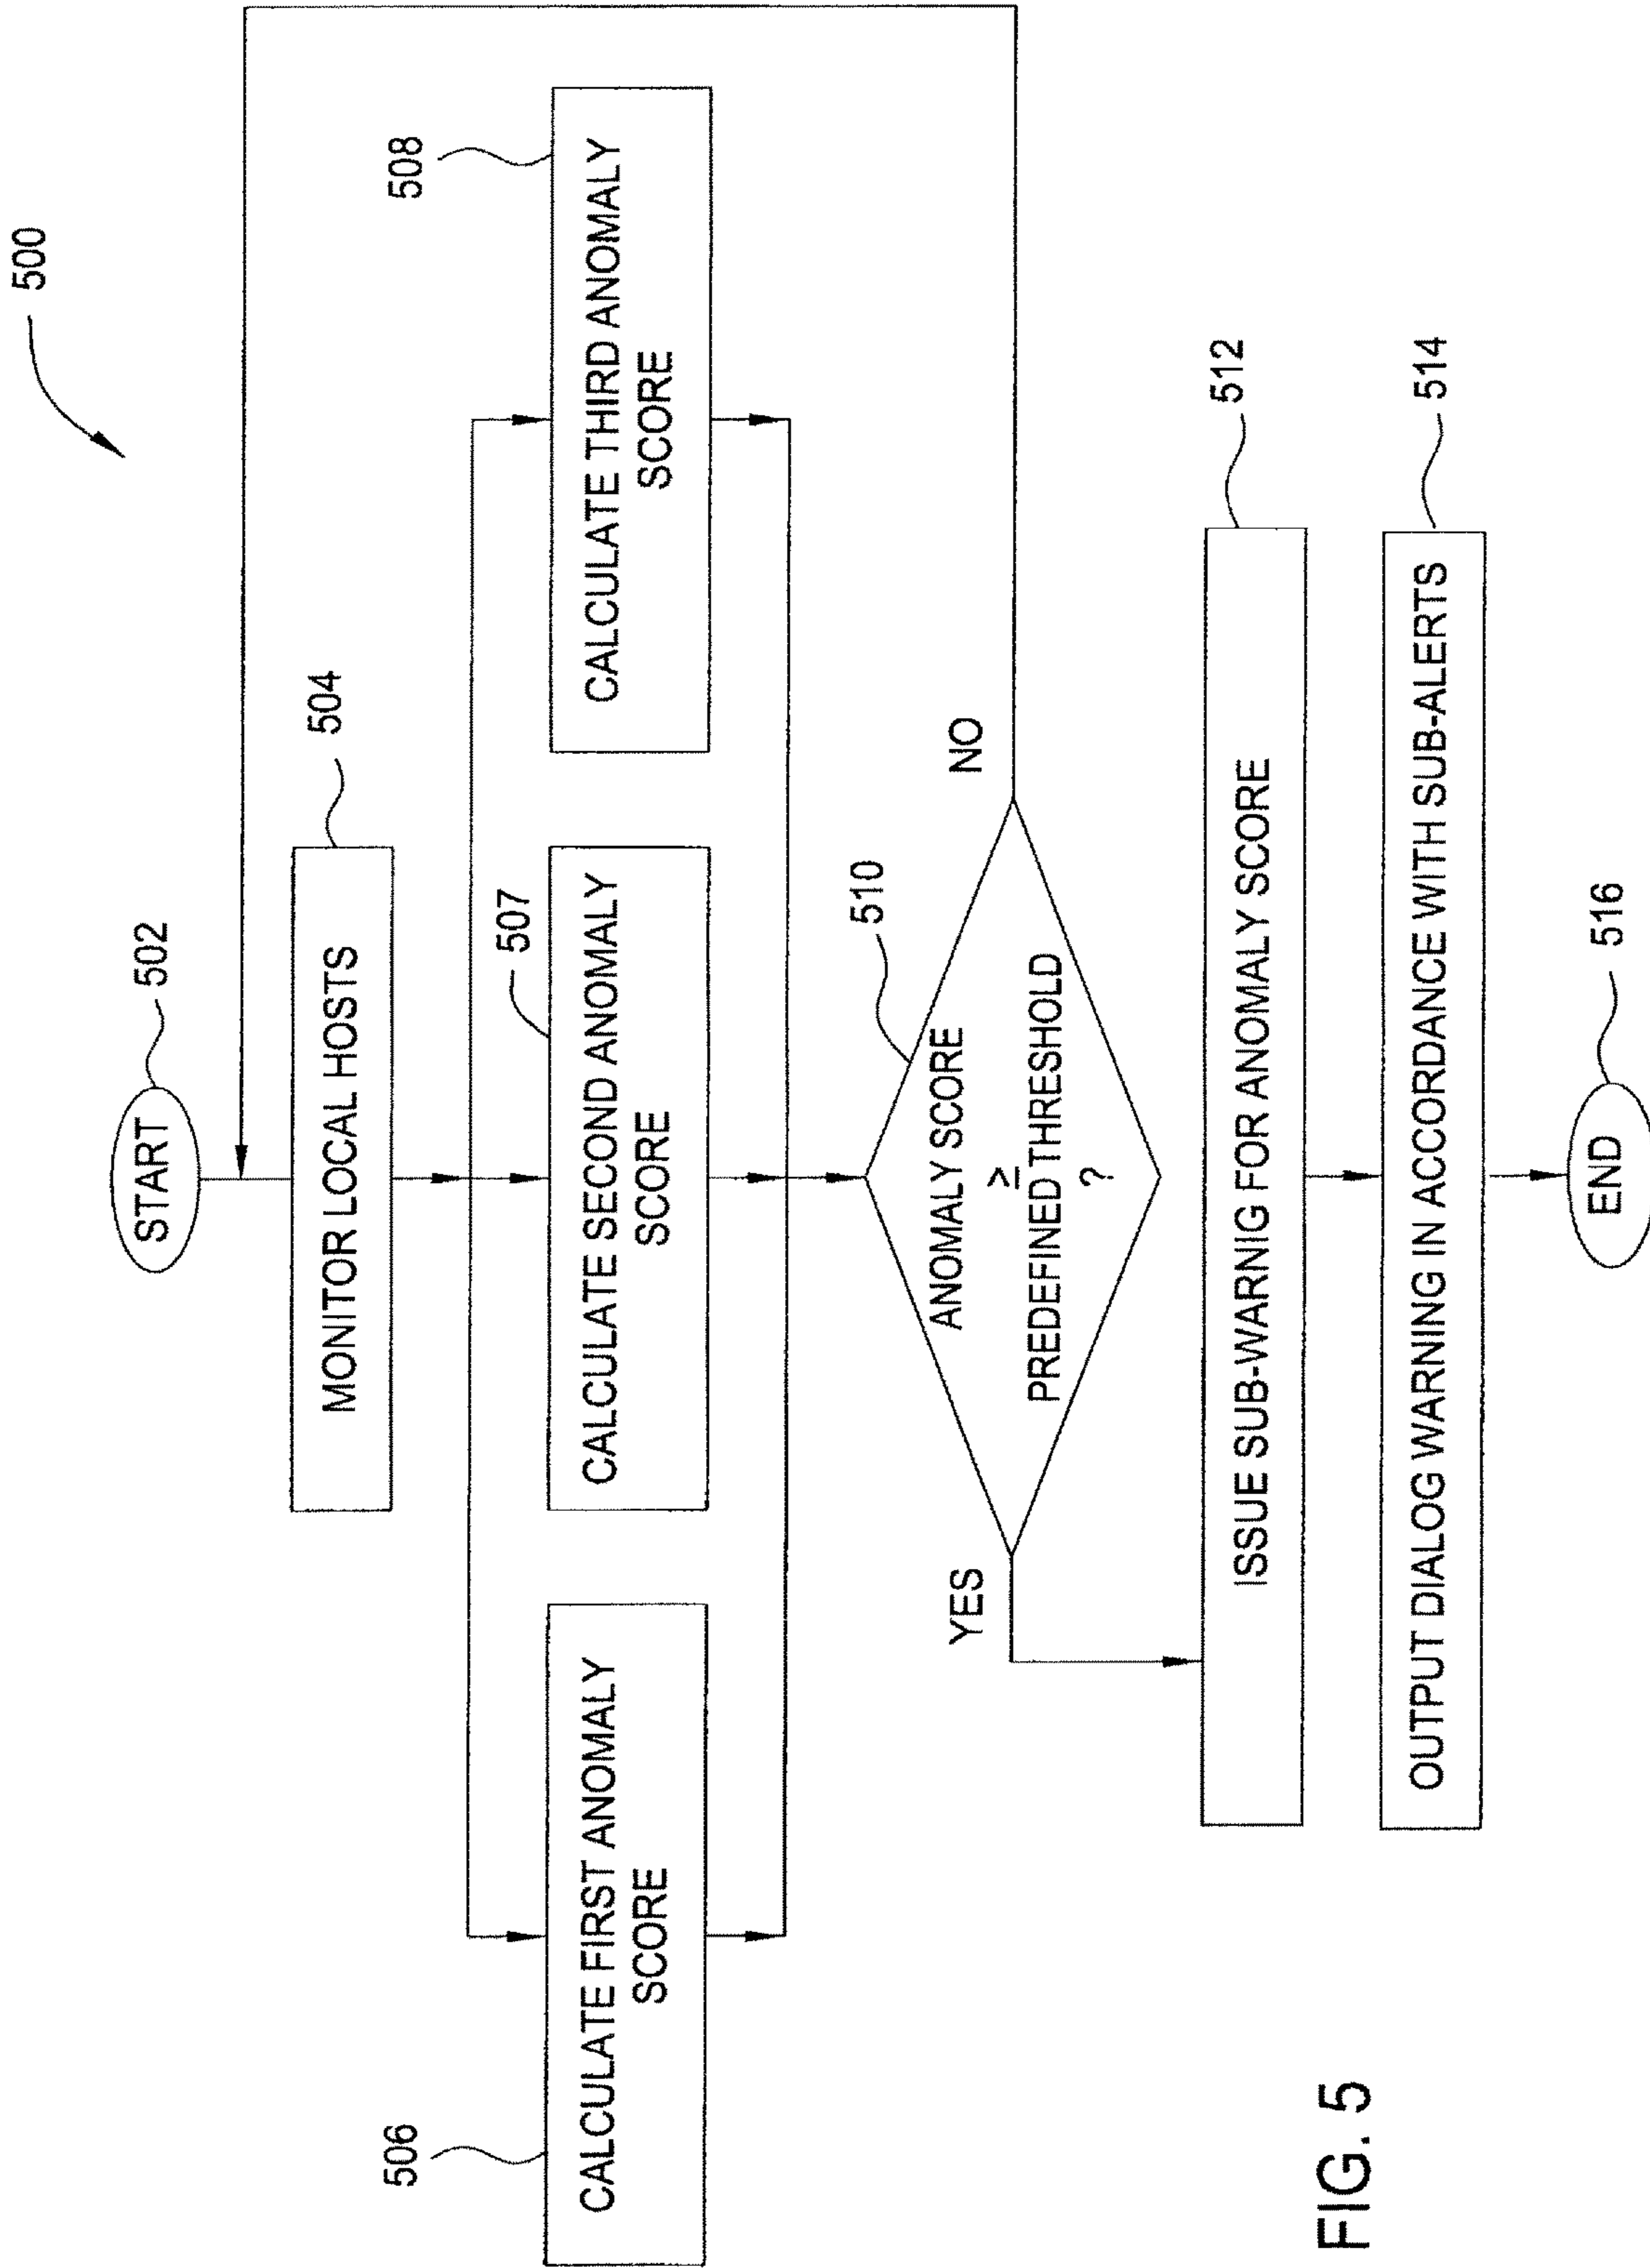 500
START
502
MONITOR LOCAL HOSTS
504
506
CALCULATE FIRST ANOMALY
SCORE
507
CALCULATE SECOND ANOMALY
SCORE
508
CALCULATE THIRD ANOMALY
SCORE
510
ANOMALY SCORE
≥
PREDEFINED THRESHOLD
?
YES
NO
ISSUE SUB-WARNIG FOR ANOMALY SCORE
512
OUTPUT DIALOG WARNING IN ACCORDANCE WITH SUB-ALERTS
514
END
516
FIG. 5